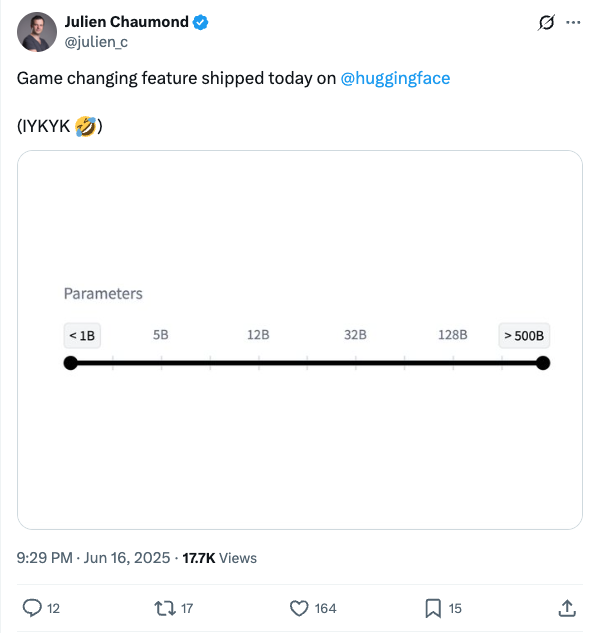 Julien Chaumond
@julien_c
Game changing feature shipped today on @huggingface
(IYKYK 🤣)
Parameters
< 1B 5B 12B 32B 128B > 500B
9:29 PM · Jun 16, 2025 · 17.7K Views
12 17 164 15